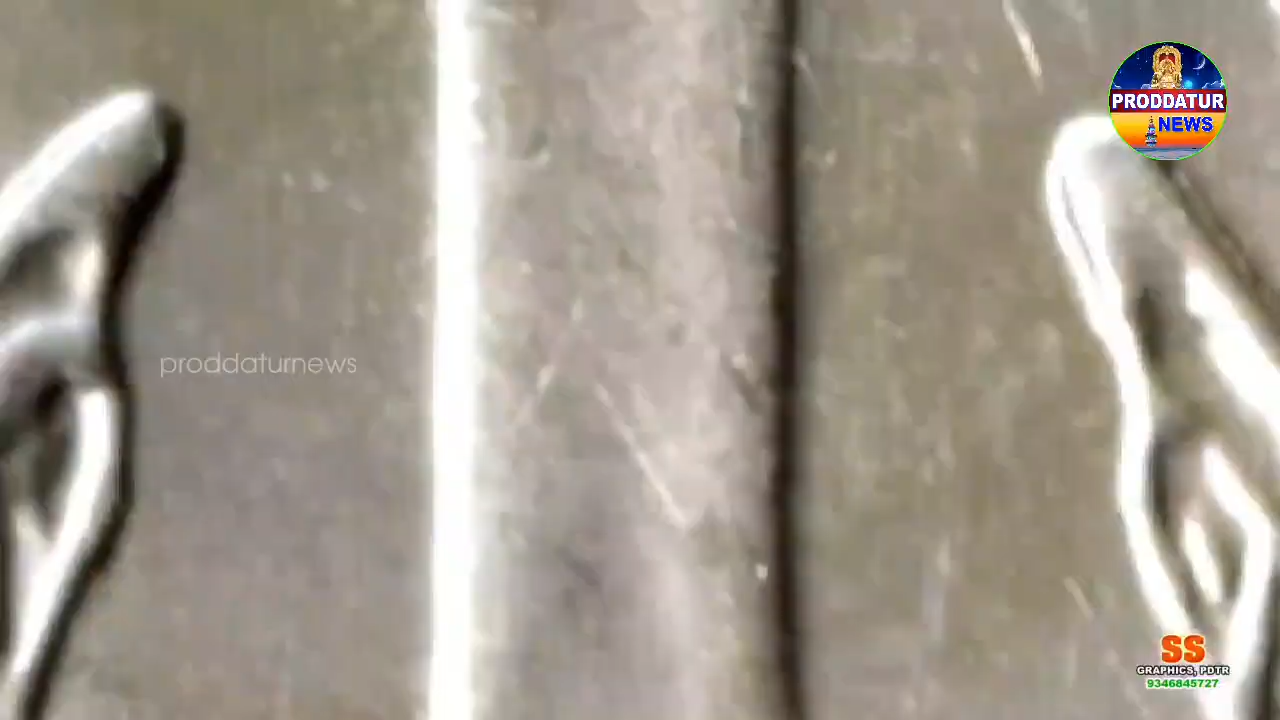 PRODDATUR
NEWS
proddaturnews
SS
GRAPHICS, PDTR
9346845727